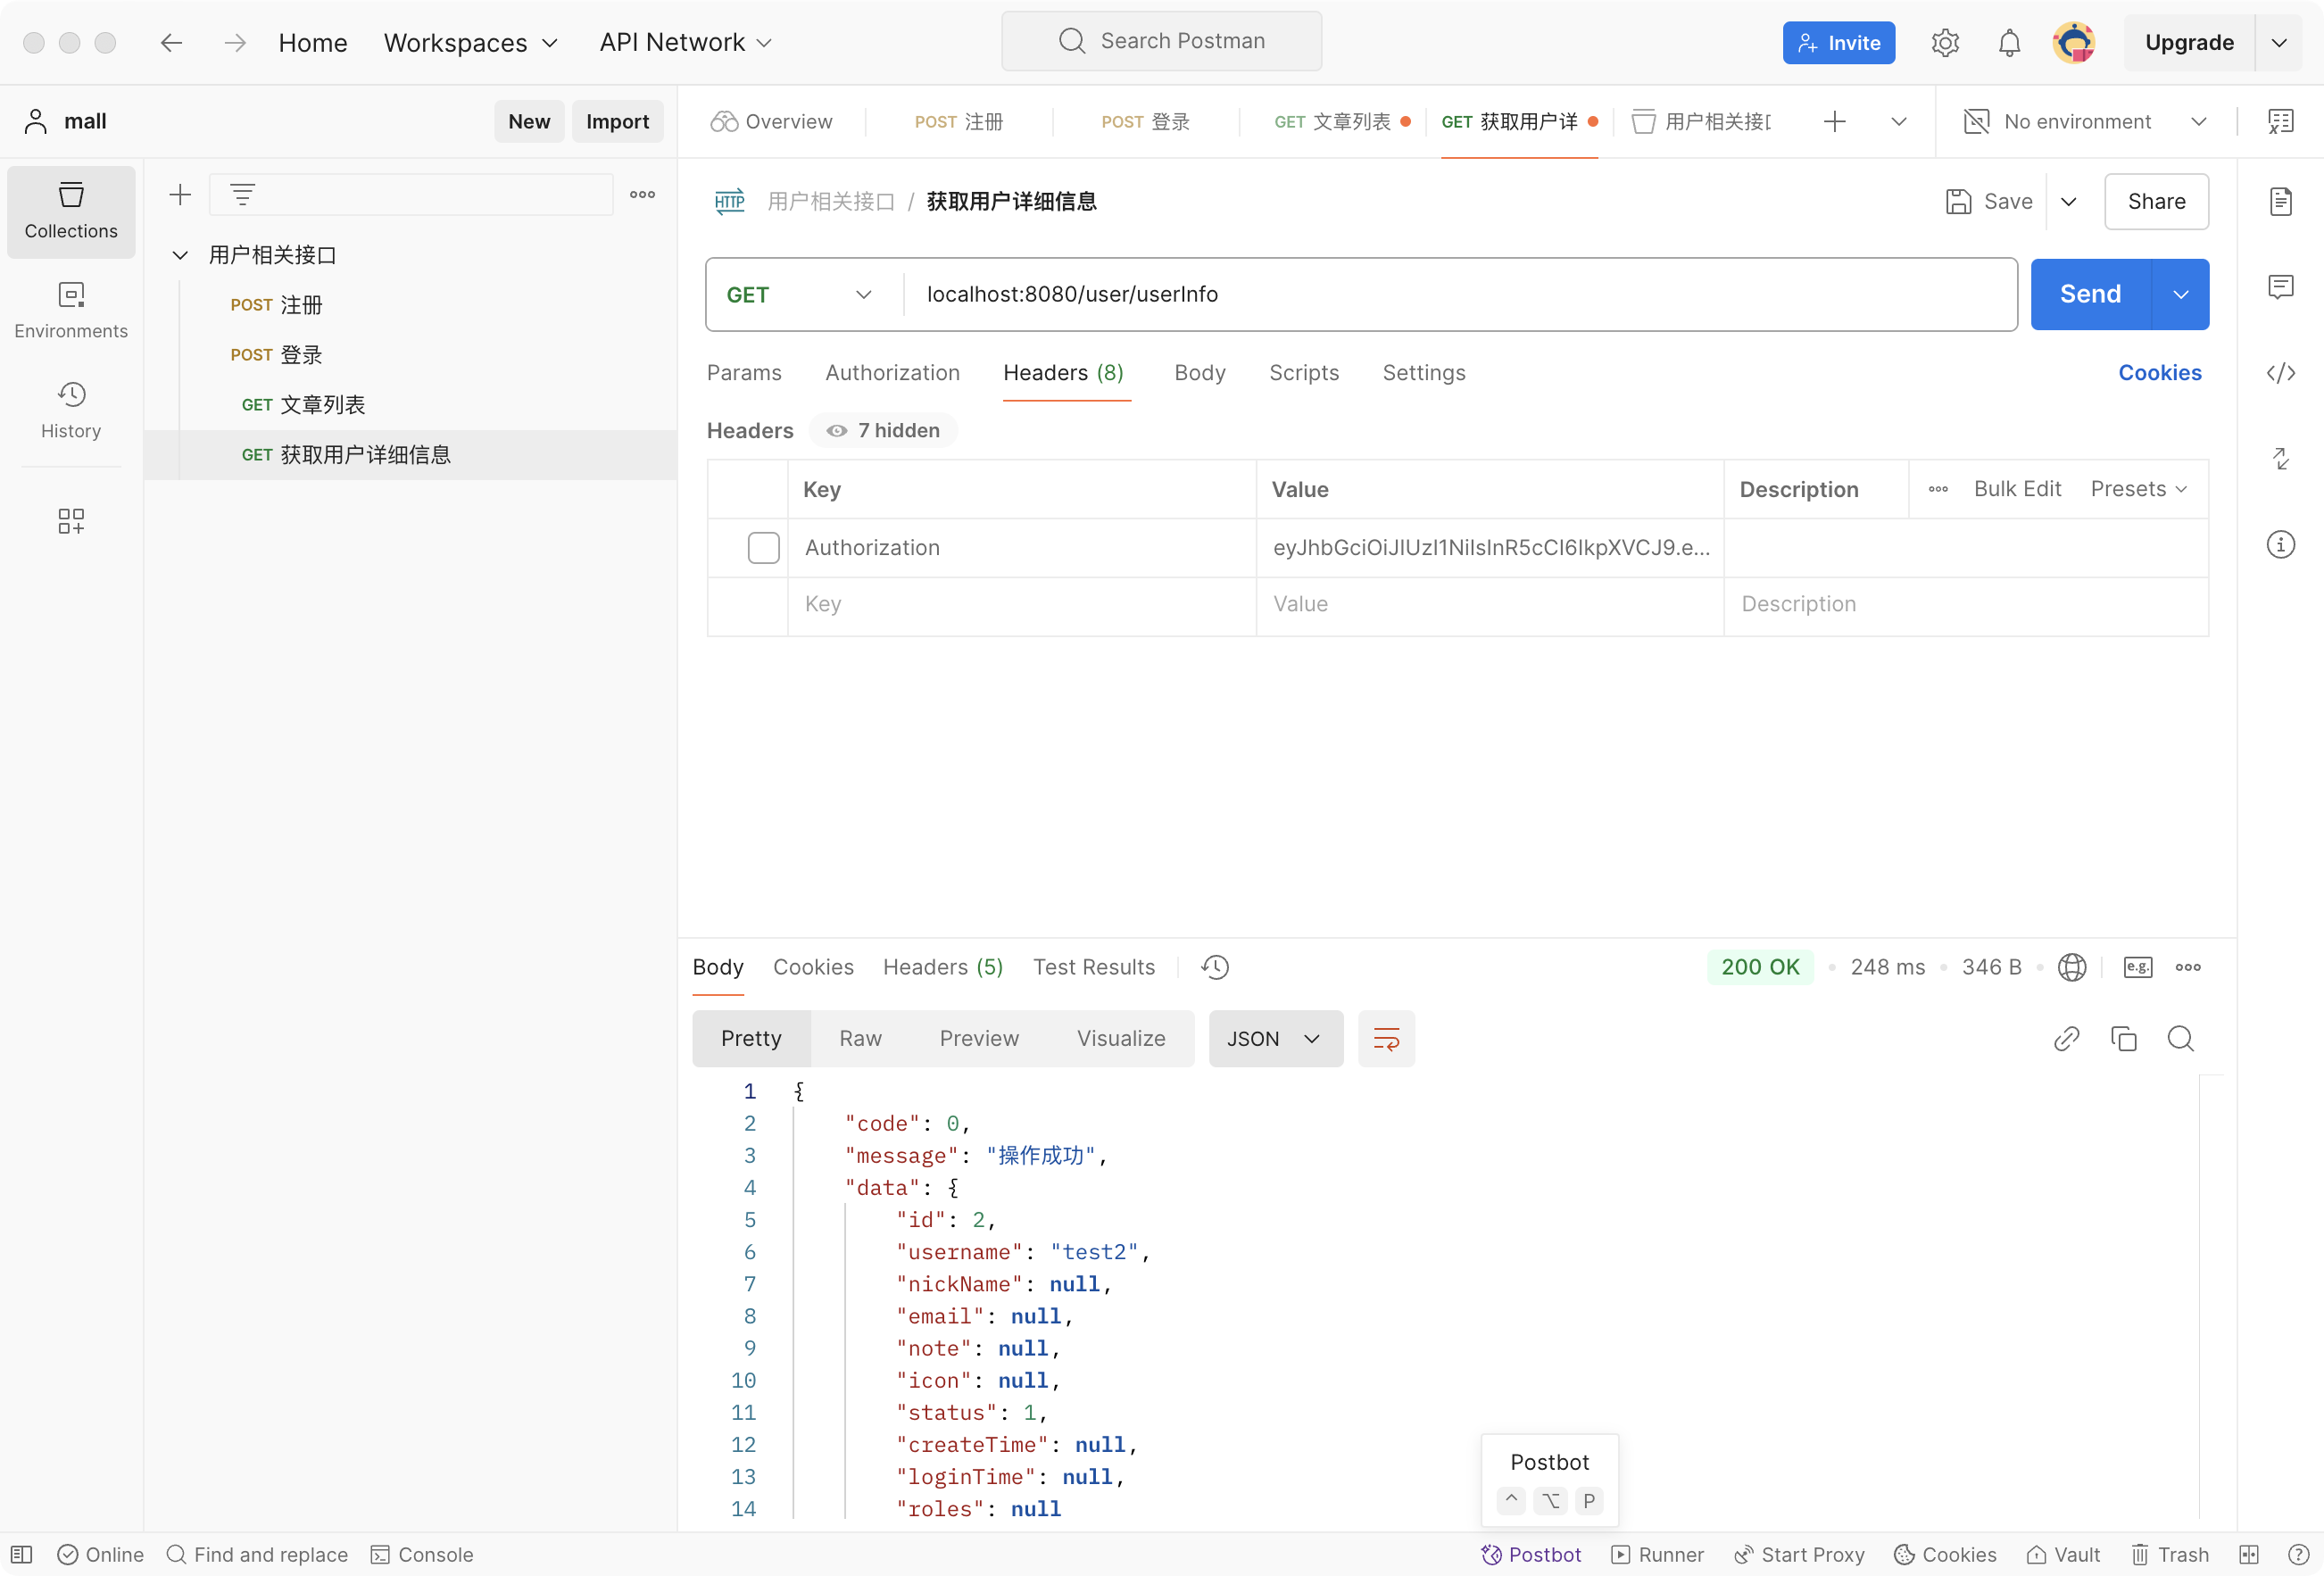 Home
Workspaces
API Network
Search Postman
Invite
Upgrade
mall
New
Import
Overview
POST 注册
POST 登录
GET 文章列表
GET 获取用户详
用户相关接
No environment
Collections
Environments
History
用户相关接口
POST 注册
POST 登录
GET 文章列表
GET 获取用户详细信息
HTTP
用户相关接口 / 获取用户详细信息
Save
Share
GET
localhost:8080/user/userInfo
Send
Params
Authorization
Headers (8)
Body
Scripts
Settings
Cookies
Headers
7 hidden
Key
Value
Description
Bulk Edit
Presets
Authorization
eyJhbGciOiJIUzI1NiIsInR5cCI6IkpXVCJ9.e...
Key
Value
Description
Body
Cookies
Headers (5)
Test Results
200 OK
248 ms
346 B
e.g.
Pretty
Raw
Preview
Visualize
JSON
1 {
2 "code": 0,
3 "message": "操作成功",
4 "data": {
5 "id": 2,
6 "username": "test2",
7 "nickName": null,
8 "email": null,
9 "note": null,
10 "icon": null,
11 "status": 1,
12 "createTime": null,
13 "loginTime": null,
14 "roles": null
Postbot
^ ⌥ P
Online
Find and replace
Console
Postbot
Runner
Start Proxy
Cookies
Vault
Trash